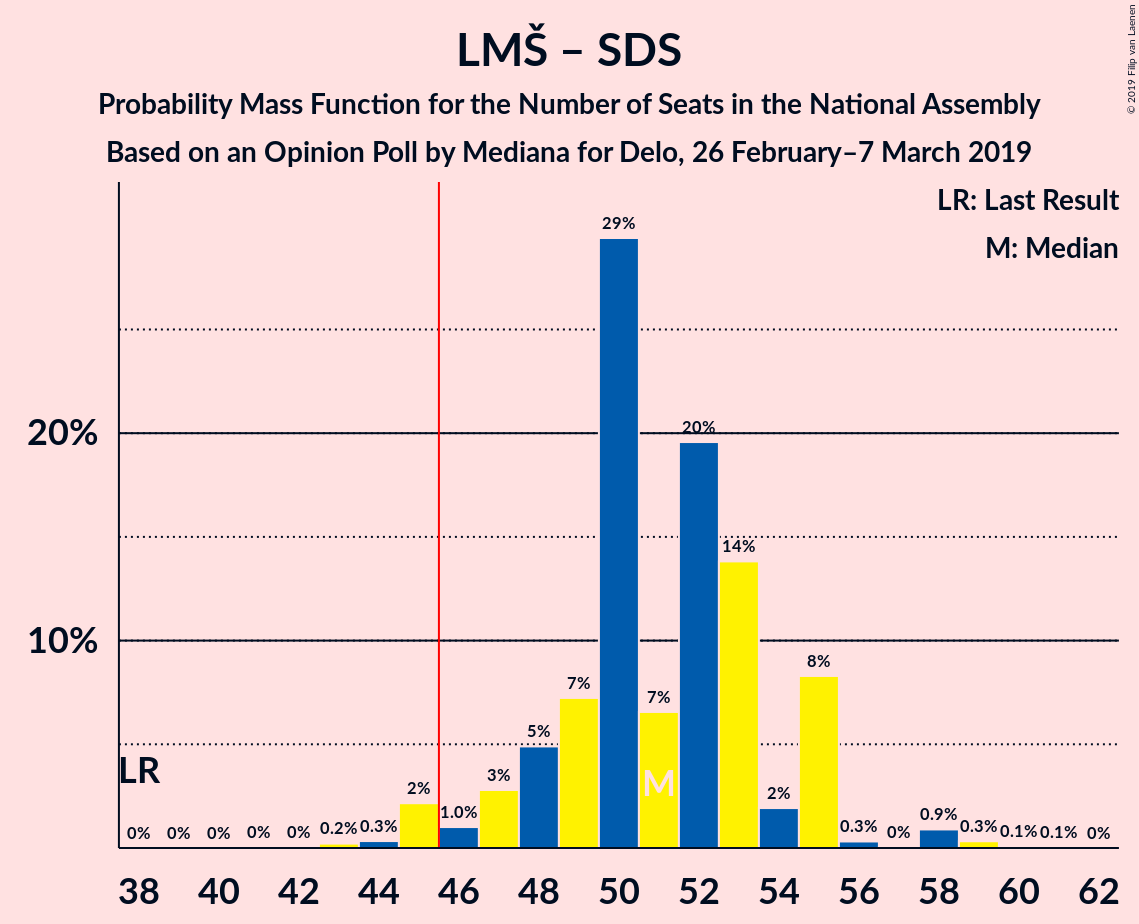 LMŠ – SDS
Probability Mass Function for the Number of Seats in the National Assembly
Based on an Opinion Poll by Mediana for Delo, 26 February–7 March 2019
© 2019 Filip van Laenen
LR: Last Result
M: Median
20%
10%
LR
M
0% 0% 0% 0% 0% 0.2% 0.3% 2% 1.0% 3% 5% 7% 29% 7% 20% 14% 2% 8% 0.3% 0% 0.9% 0.3% 0.1% 0.1% 0%
38 40 42 44 46 48 50 52 54 56 58 60 62